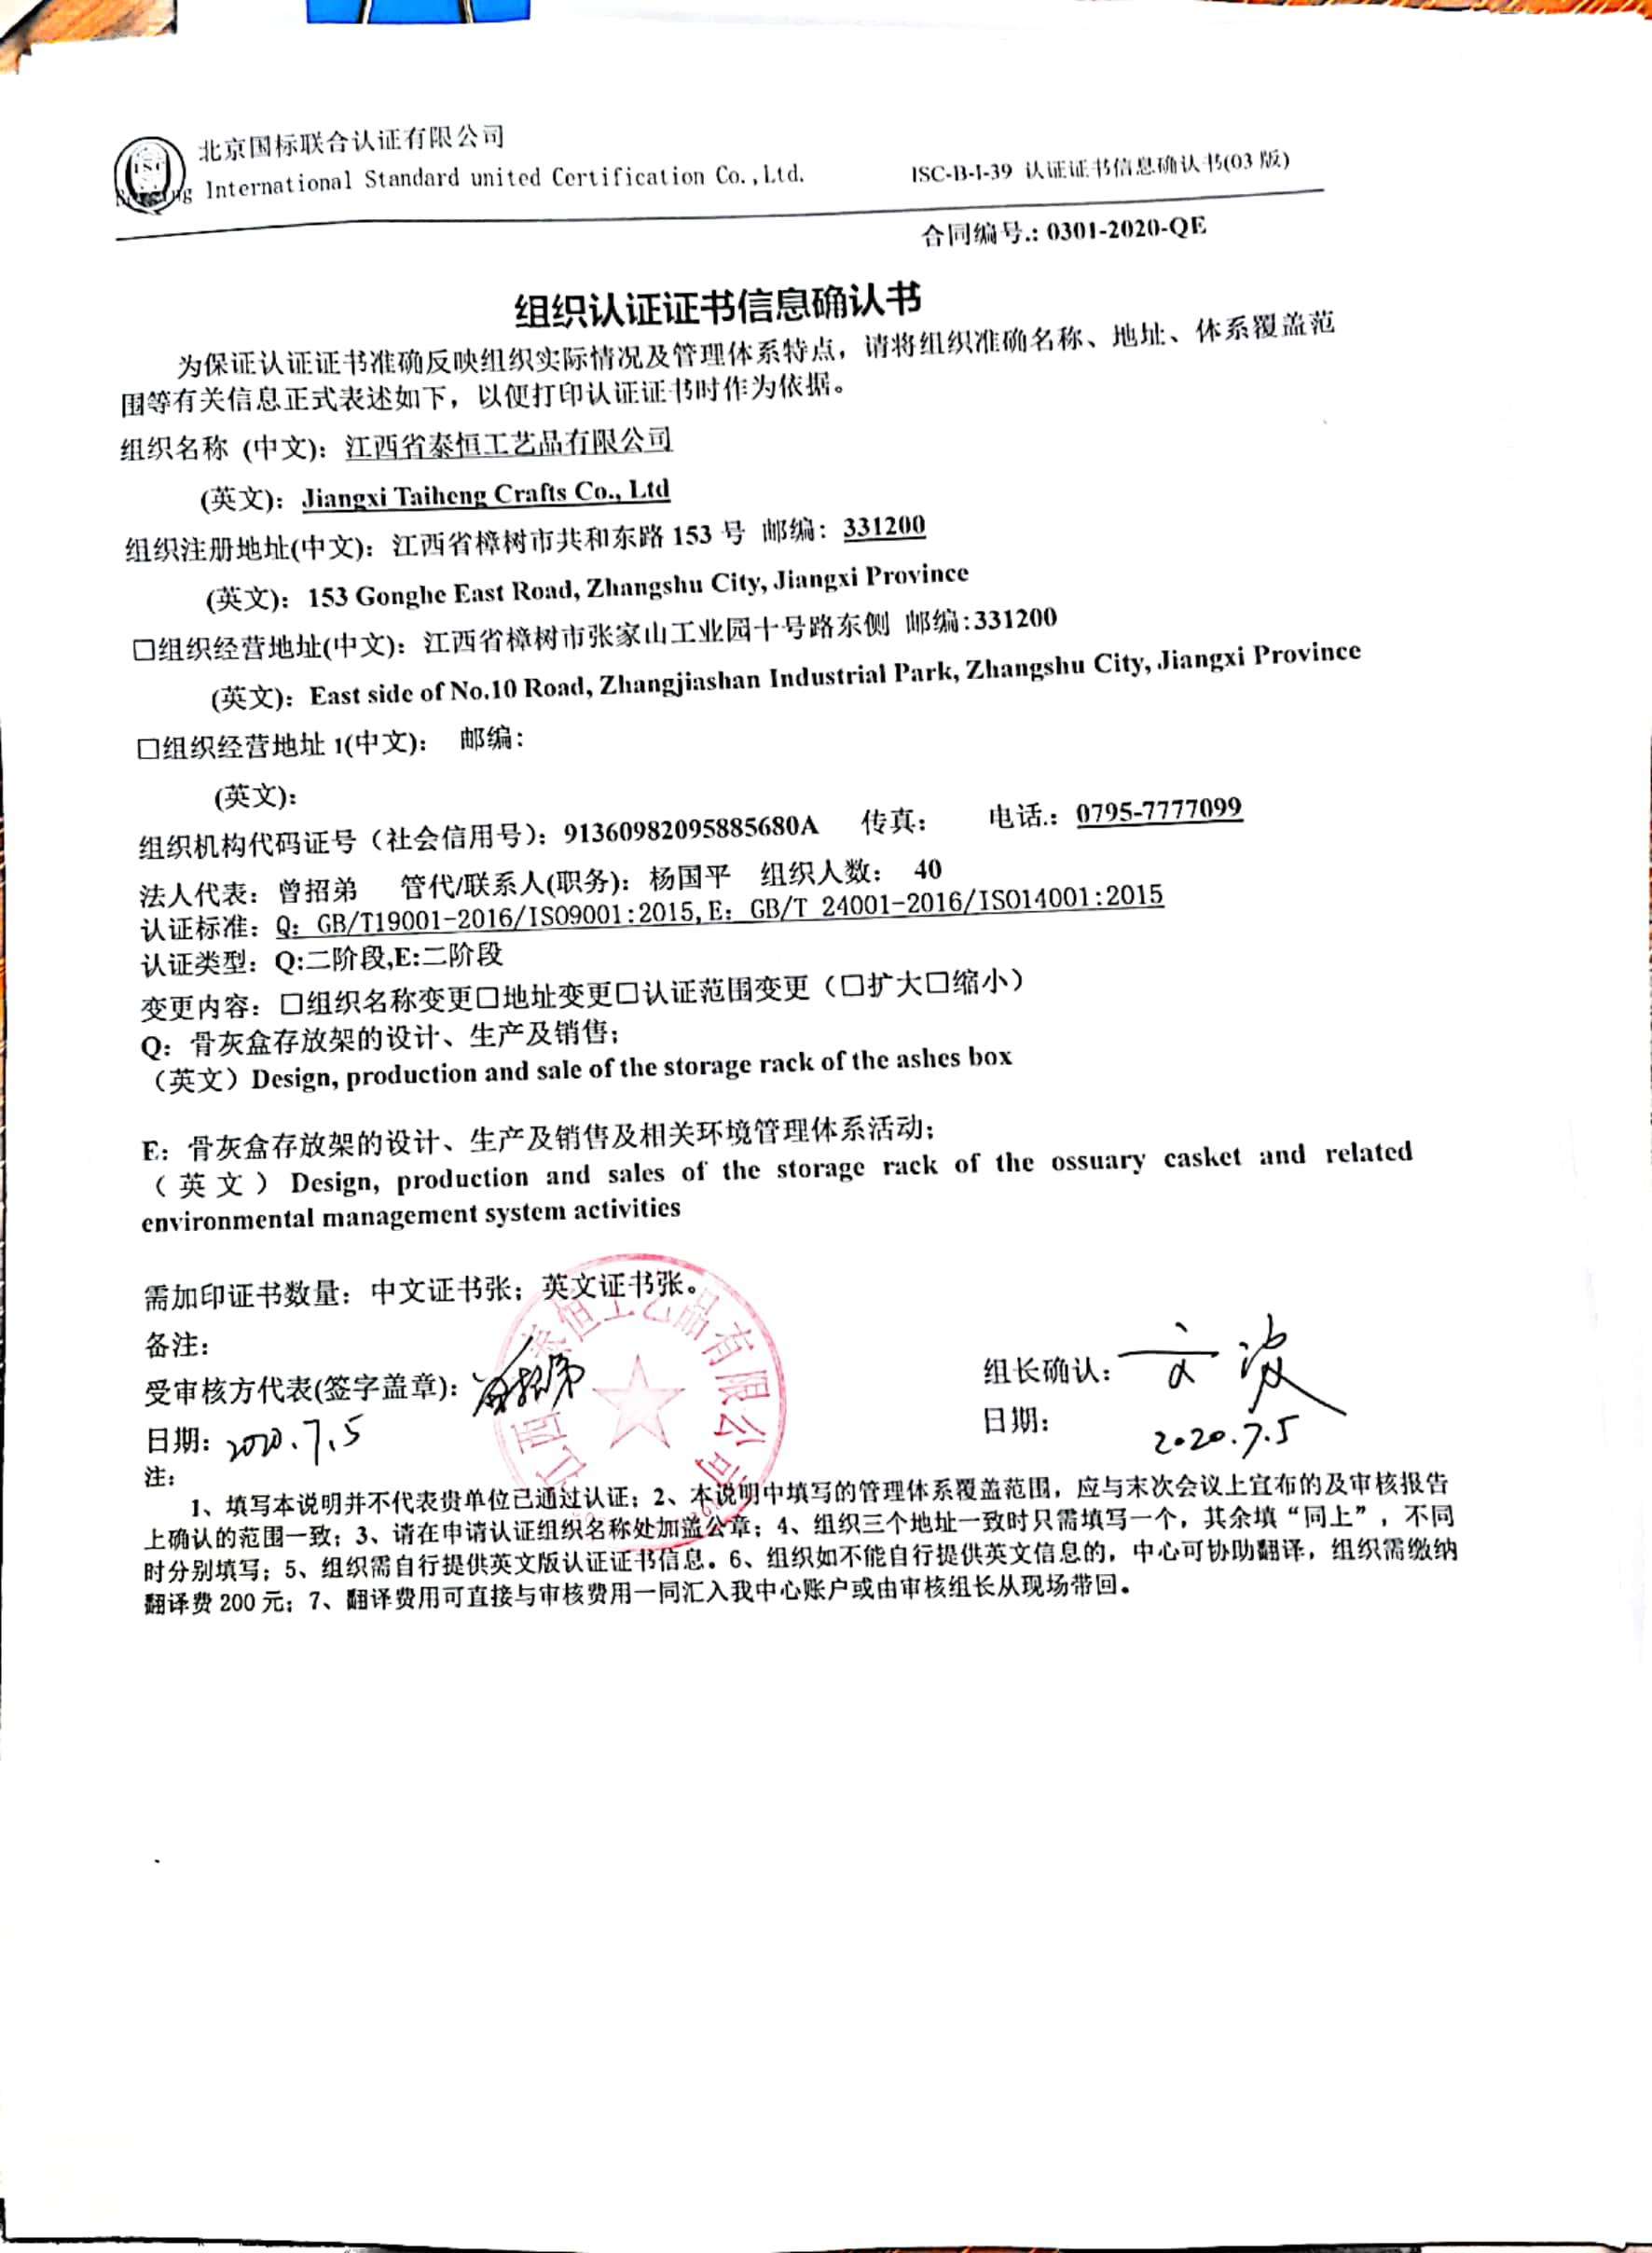 北京国标联合认证有限公司
Beijing International Standard united Certification Co.,Ltd.
ISC-B-I-39 认证证书信息确认书(03 版)
合同编号.: 0301-2020-QE
组织认证证书信息确认书
为保证认证证书准确反映组织实际情况及管理体系特点，请将组织准确名称、地址、体系覆盖范
围等有关信息正式表述如下，以便打印认证证书时作为依据。
组织名称 (中文)：江西省泰恒工艺品有限公司
(英文)：Jiangxi Taiheng Crafts Co., Ltd
组织注册地址(中文)：江西省樟树市共和东路 153 号 邮编：331200
(英文)：153 Gonghe East Road, Zhangshu City, Jiangxi Province
□组织经营地址(中文)：江西省樟树市张家山工业园十号路东侧 邮编:331200
(英文)：East side of No.10 Road, Zhangjiashan Industrial Park, Zhangshu City, Jiangxi Province
□组织经营地址 1(中文)： 邮编：
(英文)：
组织机构代码证号（社会信用号)：91360982095885680A 传真： 电话.：0795-7777099
法人代表：曾招弟 管代/联系人(职务)：杨国平 组织人数： 40
认证标准：Q：GB/T19001-2016/ISO9001:2015,E：GB/T 24001-2016/ISO14001:2015
认证类型：Q:二阶段,E:二阶段
变更内容：□组织名称变更□地址变更□认证范围变更（□扩大□缩小）
Q：骨灰盒存放架的设计、生产及销售；
（英文）Design, production and sale of the storage rack of the ashes box
E：骨灰盒存放架的设计、生产及销售及相关环境管理体系活动；
（英文）Design, production and sales of the storage rack of the ossuary casket and related
environmental management system activities
需加印证书数量：中文证书张；英文证书张。
备注：
受审核方代表(签字盖章)：曾招弟
组长确认：文波
日期：2020.7.5
日期：2020.7.5
江西省泰恒工艺品有限公司
注：
1、填写本说明并不代表贵单位已通过认证；2、本说明中填写的管理体系覆盖范围，应与末次会议上宣布的及审核报告
上确认的范围一致；3、请在申请认证组织名称处加盖公章；4、组织三个地址一致时只需填写一个，其余填“同上”，不同
时分别填写；5、组织需自行提供英文版认证证书信息。6、组织如不能自行提供英文信息的，中心可协助翻译，组织需缴纳
翻译费 200 元；7、翻译费用可直接与审核费用一同汇入我中心账户或由审核组长从现场带回。